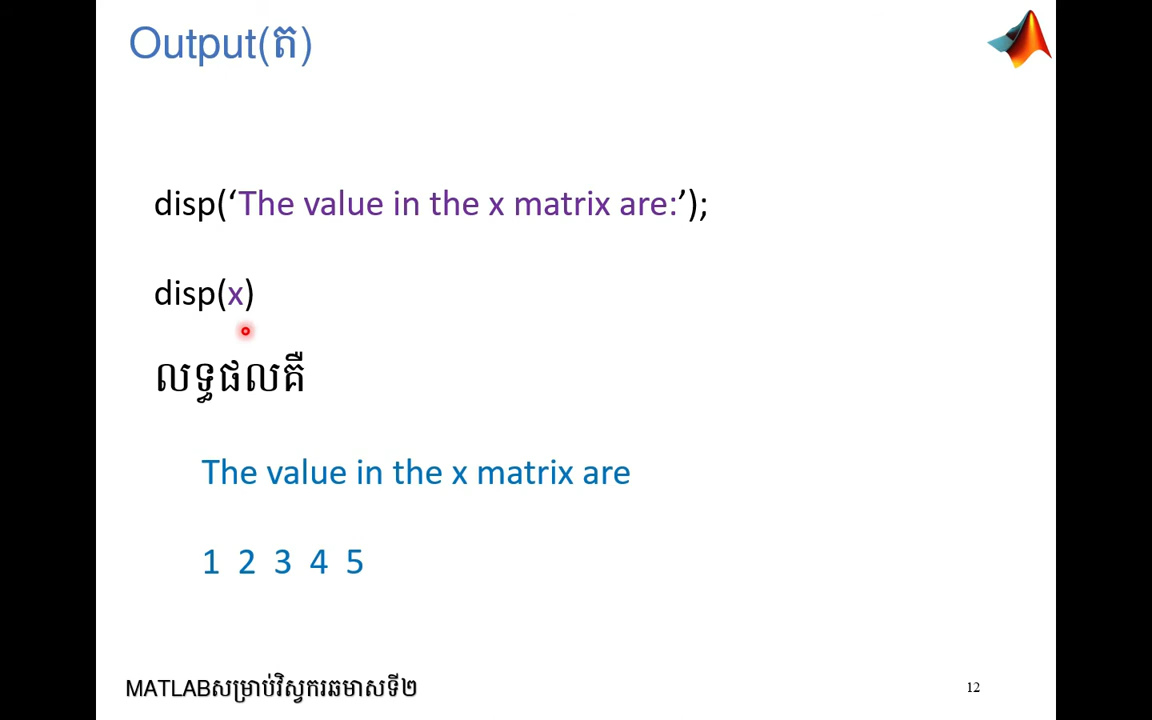 Output(ត)
disp(‘The value in the x matrix are:’);
disp(x)
លទ្ធផលគឺ
The value in the x matrix are
1 2 3 4 5
MATLABសម្រាប់វិស្វករឆមាសទី២
12